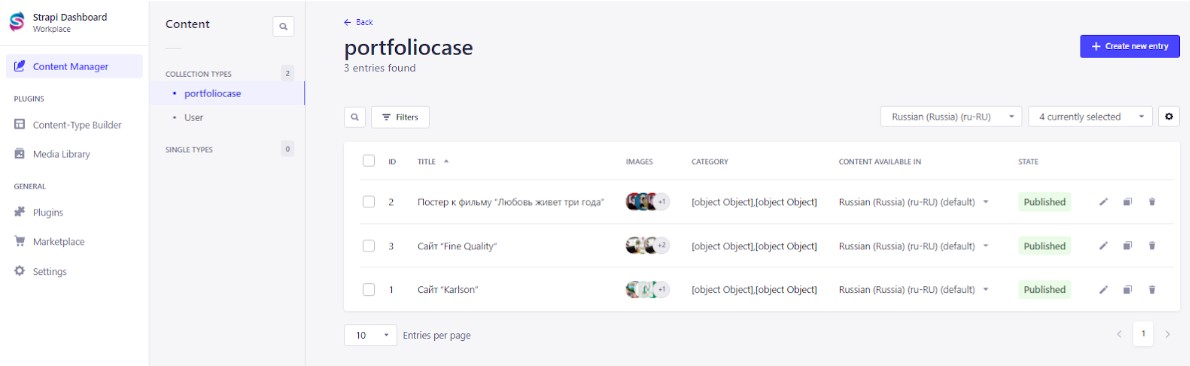 Strapi Dashboard
Workplace
Content Manager
PLUGINS
Content-Type Builder
Media Library
GENERAL
Plugins
Marketplace
Settings
Content
COLLECTION TYPES 2
portfoliocase
User
SINGLE TYPES 0
Back
portfoliocase
3 entries found
Create new entry
Filters
Russian (Russia) (ru-RU)
4 currently selected
ID TITLE IMAGES CATEGORY CONTENT AVAILABLE IN STATE
2 Постер к фильму "Любовь живет три года" +1 [object Object],[object Object] Russian (Russia) (ru-RU) (default) Published
3 Сайт "Fine Quality" +2 [object Object],[object Object] Russian (Russia) (ru-RU) (default) Published
1 Сайт "Karlson" +1 [object Object],[object Object] Russian (Russia) (ru-RU) (default) Published
10 Entries per page 1